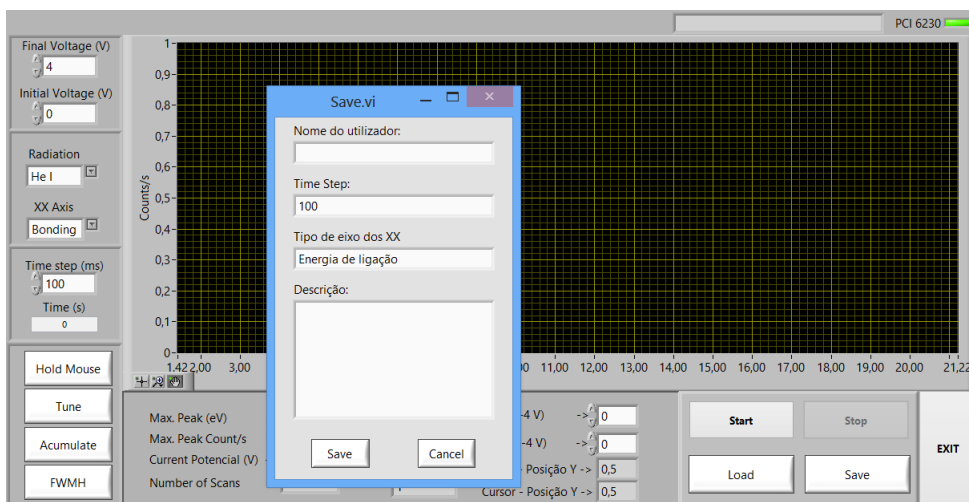 PCI 6230
Final Voltage (V)
4
Initial Voltage (V)
0
Radiation
He I
XX Axis
Bonding
Time step (ms)
100
Time (s)
0
Hold Mouse
Tune
Acumulate
FWMH
Counts/s
1
0,9
0,8
0,7
0,6
0,5
0,4
0,3
0,2
0,1
0
1,42 2,00 3,00 11,00 12,00 13,00 14,00 15,00 16,00 17,00 18,00 19,00 20,00 21,22
Save.vi
Nome do utilizador:
Time Step:
100
Tipo de eixo dos XX
Energia de ligação
Descrição:
Save Cancel
Max. Peak (eV)
Max. Peak Count/s
Current Potencial (V)
Number of Scans
-4 V) -> 0
-4 V) -> 0
- Posição Y -> 0,5
Cursor - Posição Y -> 0,5
Start Stop
Load Save
EXIT